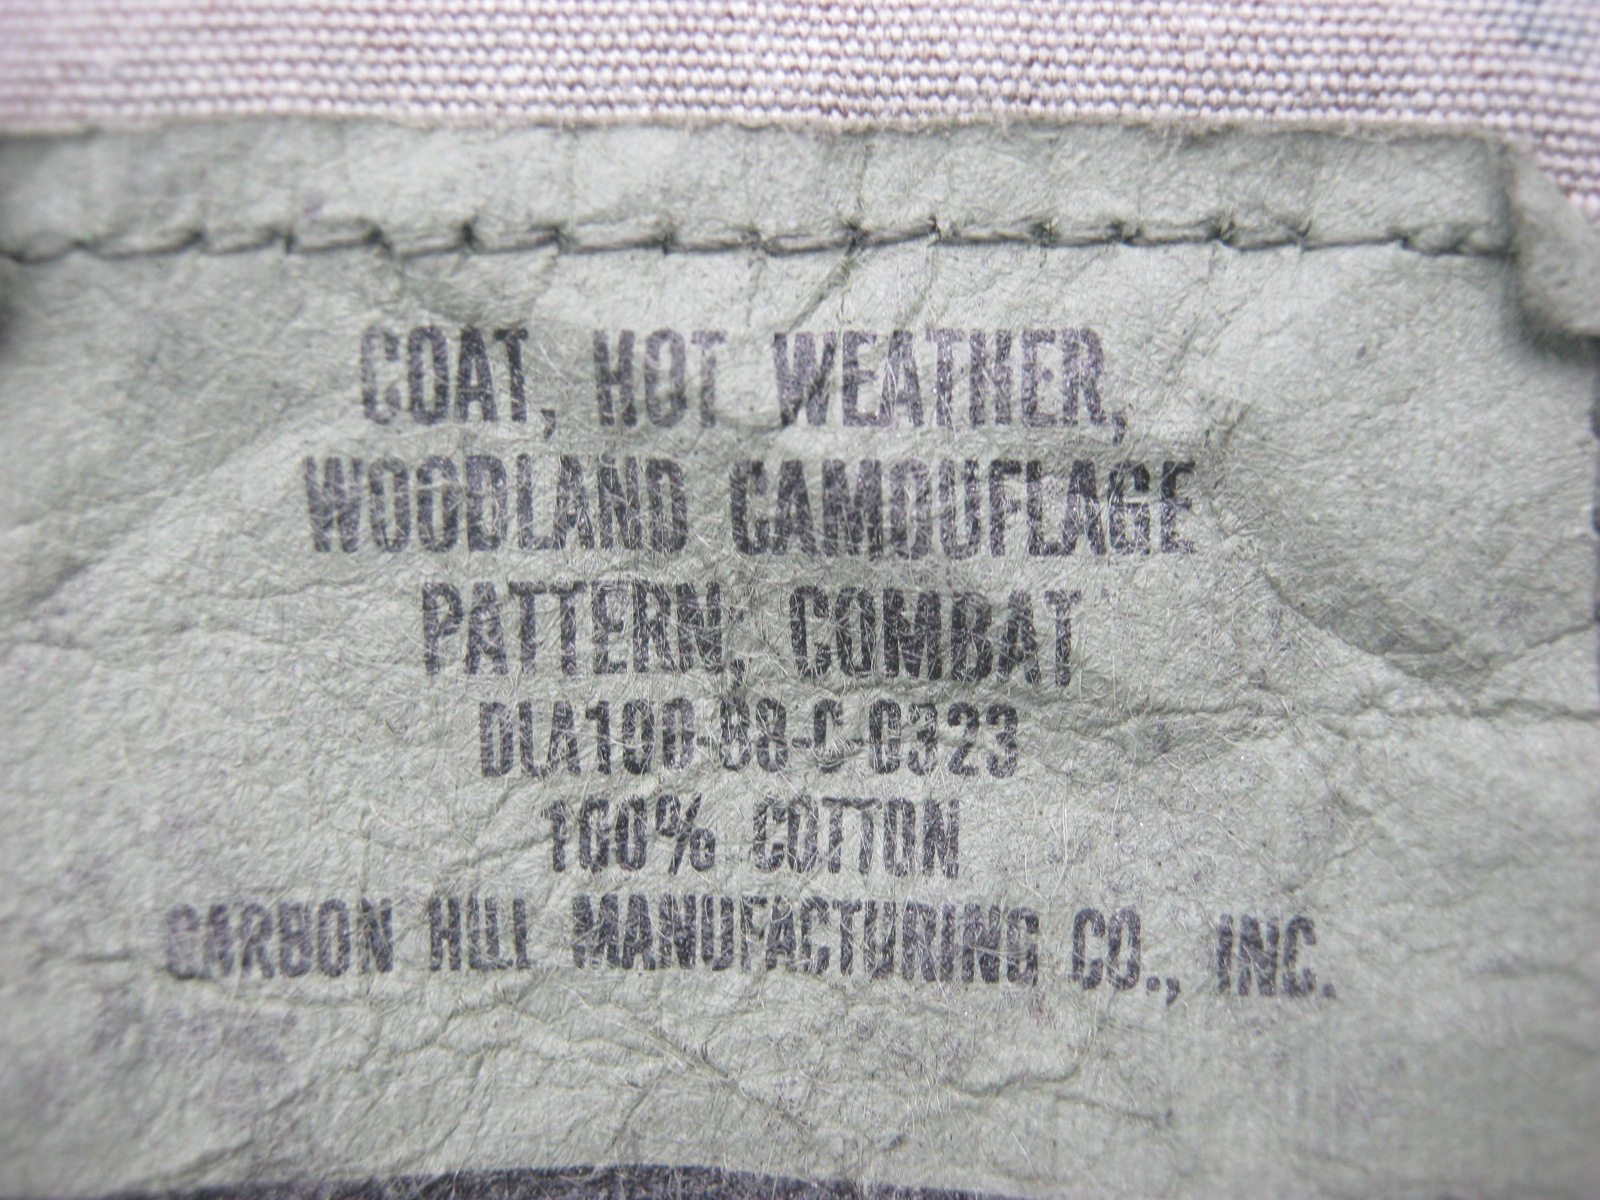 COAT, HOT WEATHER,
WOODLAND CAMOUFLAGE
PATTERN, COMBAT
DLA100-88-C-0323
100% COTTON
CARBON HILL MANUFACTURING CO., INC.